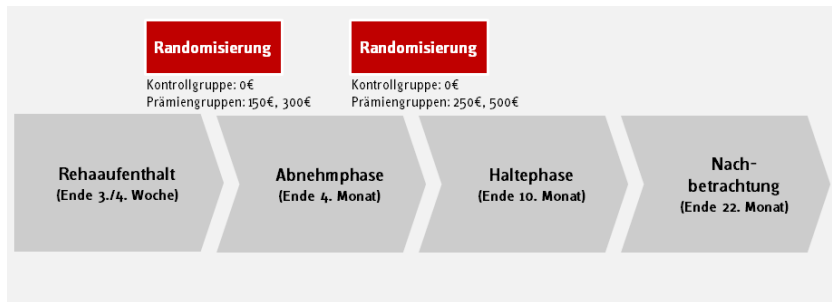 Randomisierung
Kontrollgruppe: 0€
Prämiengruppen: 150€, 300€
Randomisierung
Kontrollgruppe: 0€
Prämiengruppen: 250€, 500€
Rehaaufenthalt
(Ende 3./4. Woche)
Abnehmphase
(Ende 4. Monat)
Haltephase
(Ende 10. Monat)
Nach-
betrachtung
(Ende 22. Monat)